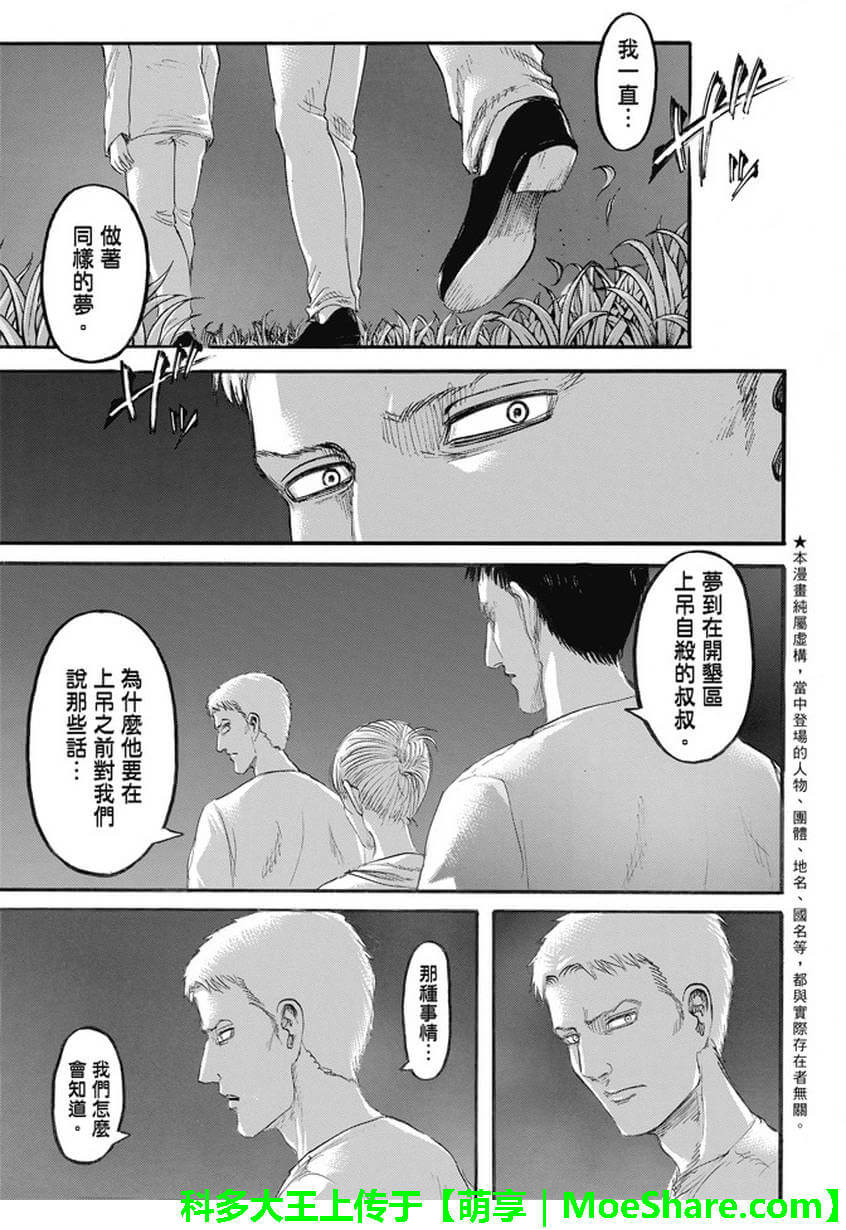 我一直…
做著
同樣的夢。
夢到在開墾區
上吊自殺的叔叔。
為什麼他要在
上吊之前對我們
說那些話…
那種事情…
我們怎麼
會知道。
★本漫畫純屬虛構，當中登場的人物、團體、地名、國名等，都與實際存在者無關。
科多大王上传于【萌享｜MoeShare.com】